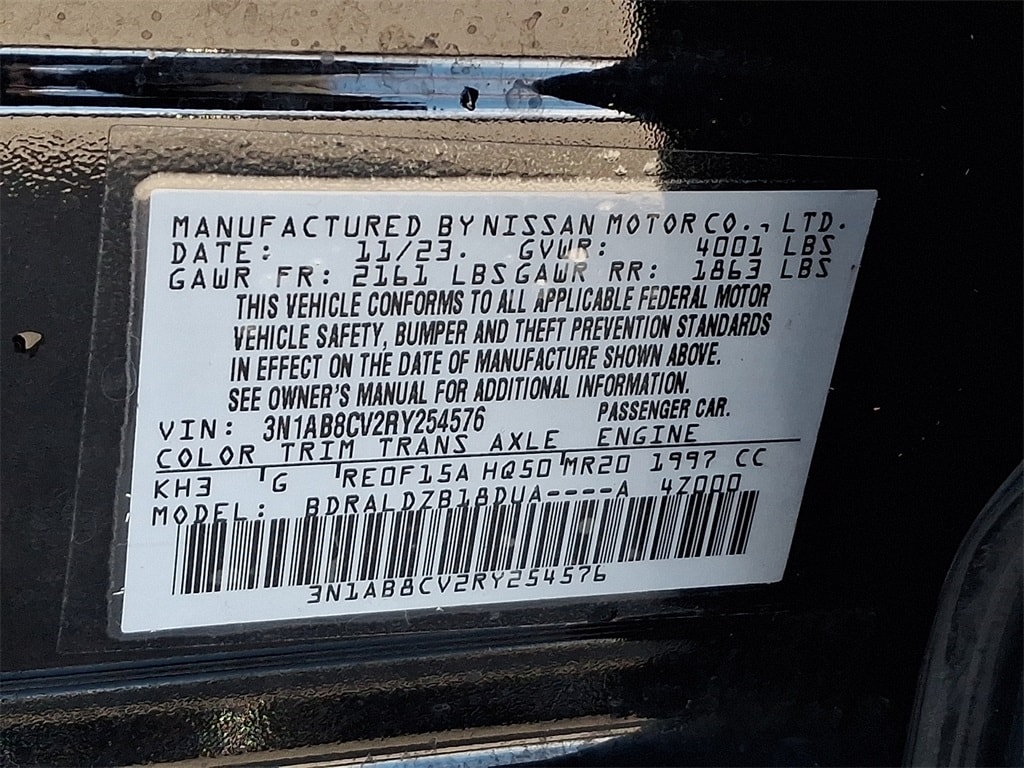 MANUFACTURED BY NISSAN MOTOR CO., LTD.
DATE: 11/23. GVWR: 4001 LBS
GAWR FR: 2161 LBS GAWR RR: 1863 LBS
THIS VEHICLE CONFORMS TO ALL APPLICABLE FEDERAL MOTOR
VEHICLE SAFETY, BUMPER AND THEFT PREVENTION STANDARDS
IN EFFECT ON THE DATE OF MANUFACTURE SHOWN ABOVE.
SEE OWNER'S MANUAL FOR ADDITIONAL INFORMATION.
VIN: 3N1AB8CV2RY254576 PASSENGER CAR.
COLOR TRIM TRANS AXLE ENGINE
KH3 G RE0F15A HQ50 MR20 1997 CC
MODEL: BDRALDZB18DUA----A 4Z000
3N1AB8CV2RY254576